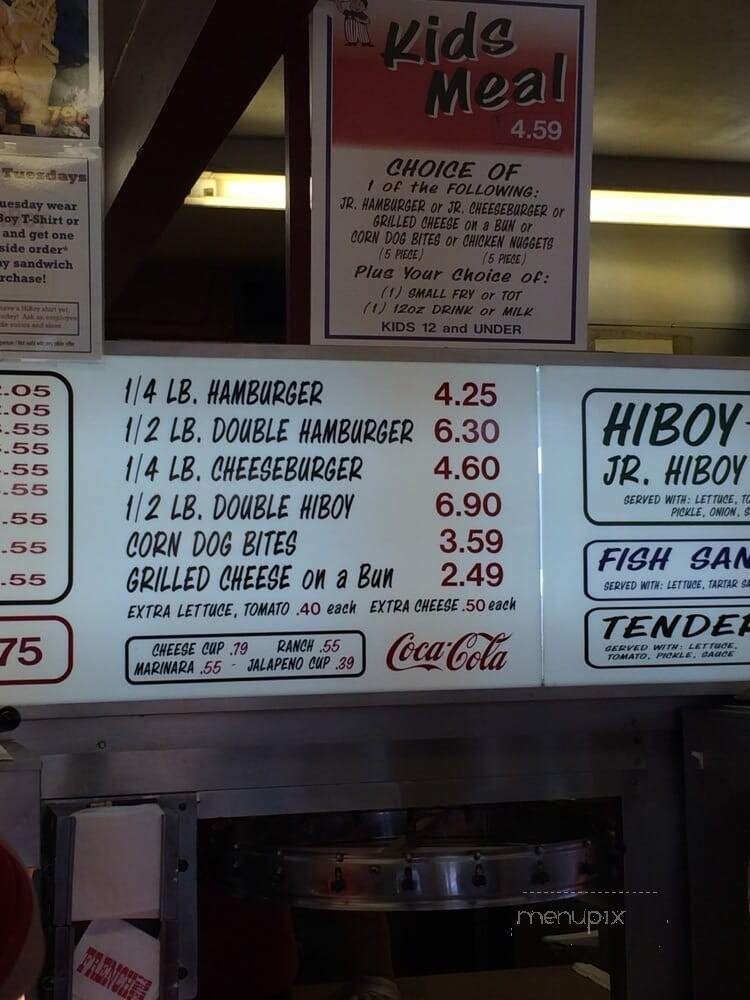 Kids
Meal
4.59
CHOICE OF
1 of the FOLLOWING:
JR. HAMBURGER or JR. CHEESEBURGER or
GRILLED CHEESE on a BUN or
CORN DOG BITES or CHICKEN NUGGETS
(5 PIECE) (5 PIECE)
Plus Your Choice of:
(1) SMALL FRY or TOT
(1) 12oz DRINK or MILK
KIDS 12 and UNDER
Tuesdays
uesday wear
Boy T-Shirt or
and get one
side order*
ny sandwich
rchase!
.05
.05
.55
.55
.55
.55
.55
.55
.55
75
1/4 LB. HAMBURGER 4.25
1/2 LB. DOUBLE HAMBURGER 6.30
1/4 LB. CHEESEBURGER 4.60
1/2 LB. DOUBLE HIBOY 6.90
CORN DOG BITES 3.59
GRILLED CHEESE on a Bun 2.49
EXTRA LETTUCE, TOMATO .40 each EXTRA CHEESE .50 each
CHEESE CUP .79 RANCH .55
MARINARA .55 - JALAPENO CUP .39
Coca-Cola
HIBOY
JR. HIBOY
SERVED WITH: LETTUCE, TO
PICKLE, ONION, S
FISH SAN
SERVED WITH: LETTUCE, TARTAR SA
TENDE
SERVED WITH: LETTUCE,
TOMATO, PICKLE, SAUCE
FRENCH
menupix